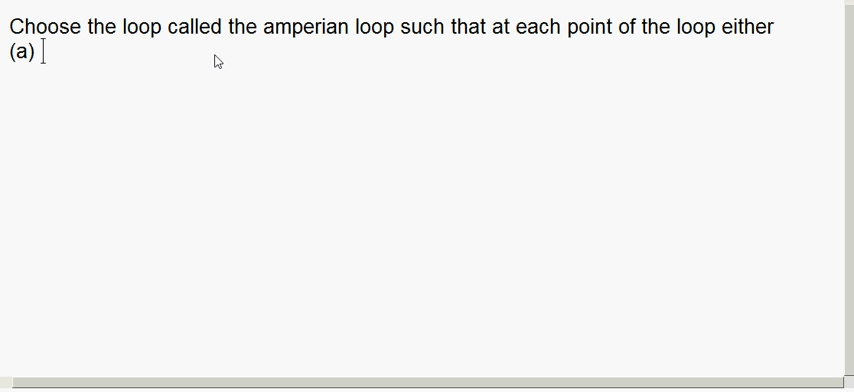 Choose the loop called the amperian loop such that at each point of the loop either
(a)